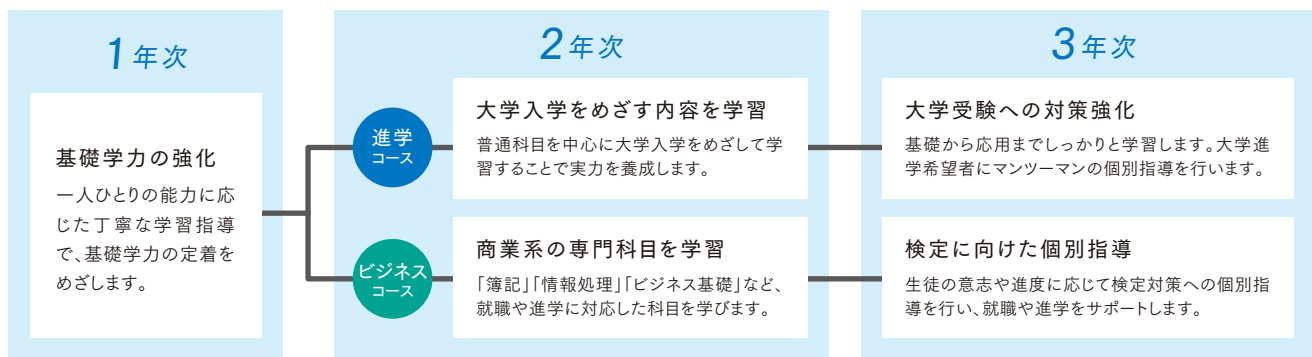 1年次
基礎学力の強化
一人ひとりの能力に応
じた丁寧な学習指導
で、基礎学力の定着を
めざします。
2年次
進学
コース
大学入学をめざす内容を学習
普通科目を中心に大学入学をめざして学
習することで実力を養成します。
ビジネス
コース
商業系の専門科目を学習
「簿記」「情報処理」「ビジネス基礎」など、
就職や進学に対応した科目を学びます。
3年次
大学受験への対策強化
基礎から応用までしっかりと学習します。大学進
学希望者にマンツーマンの個別指導を行います。
検定に向けた個別指導
生徒の意志や進度に応じて検定対策への個別指
導を行い、就職や進学をサポートします。